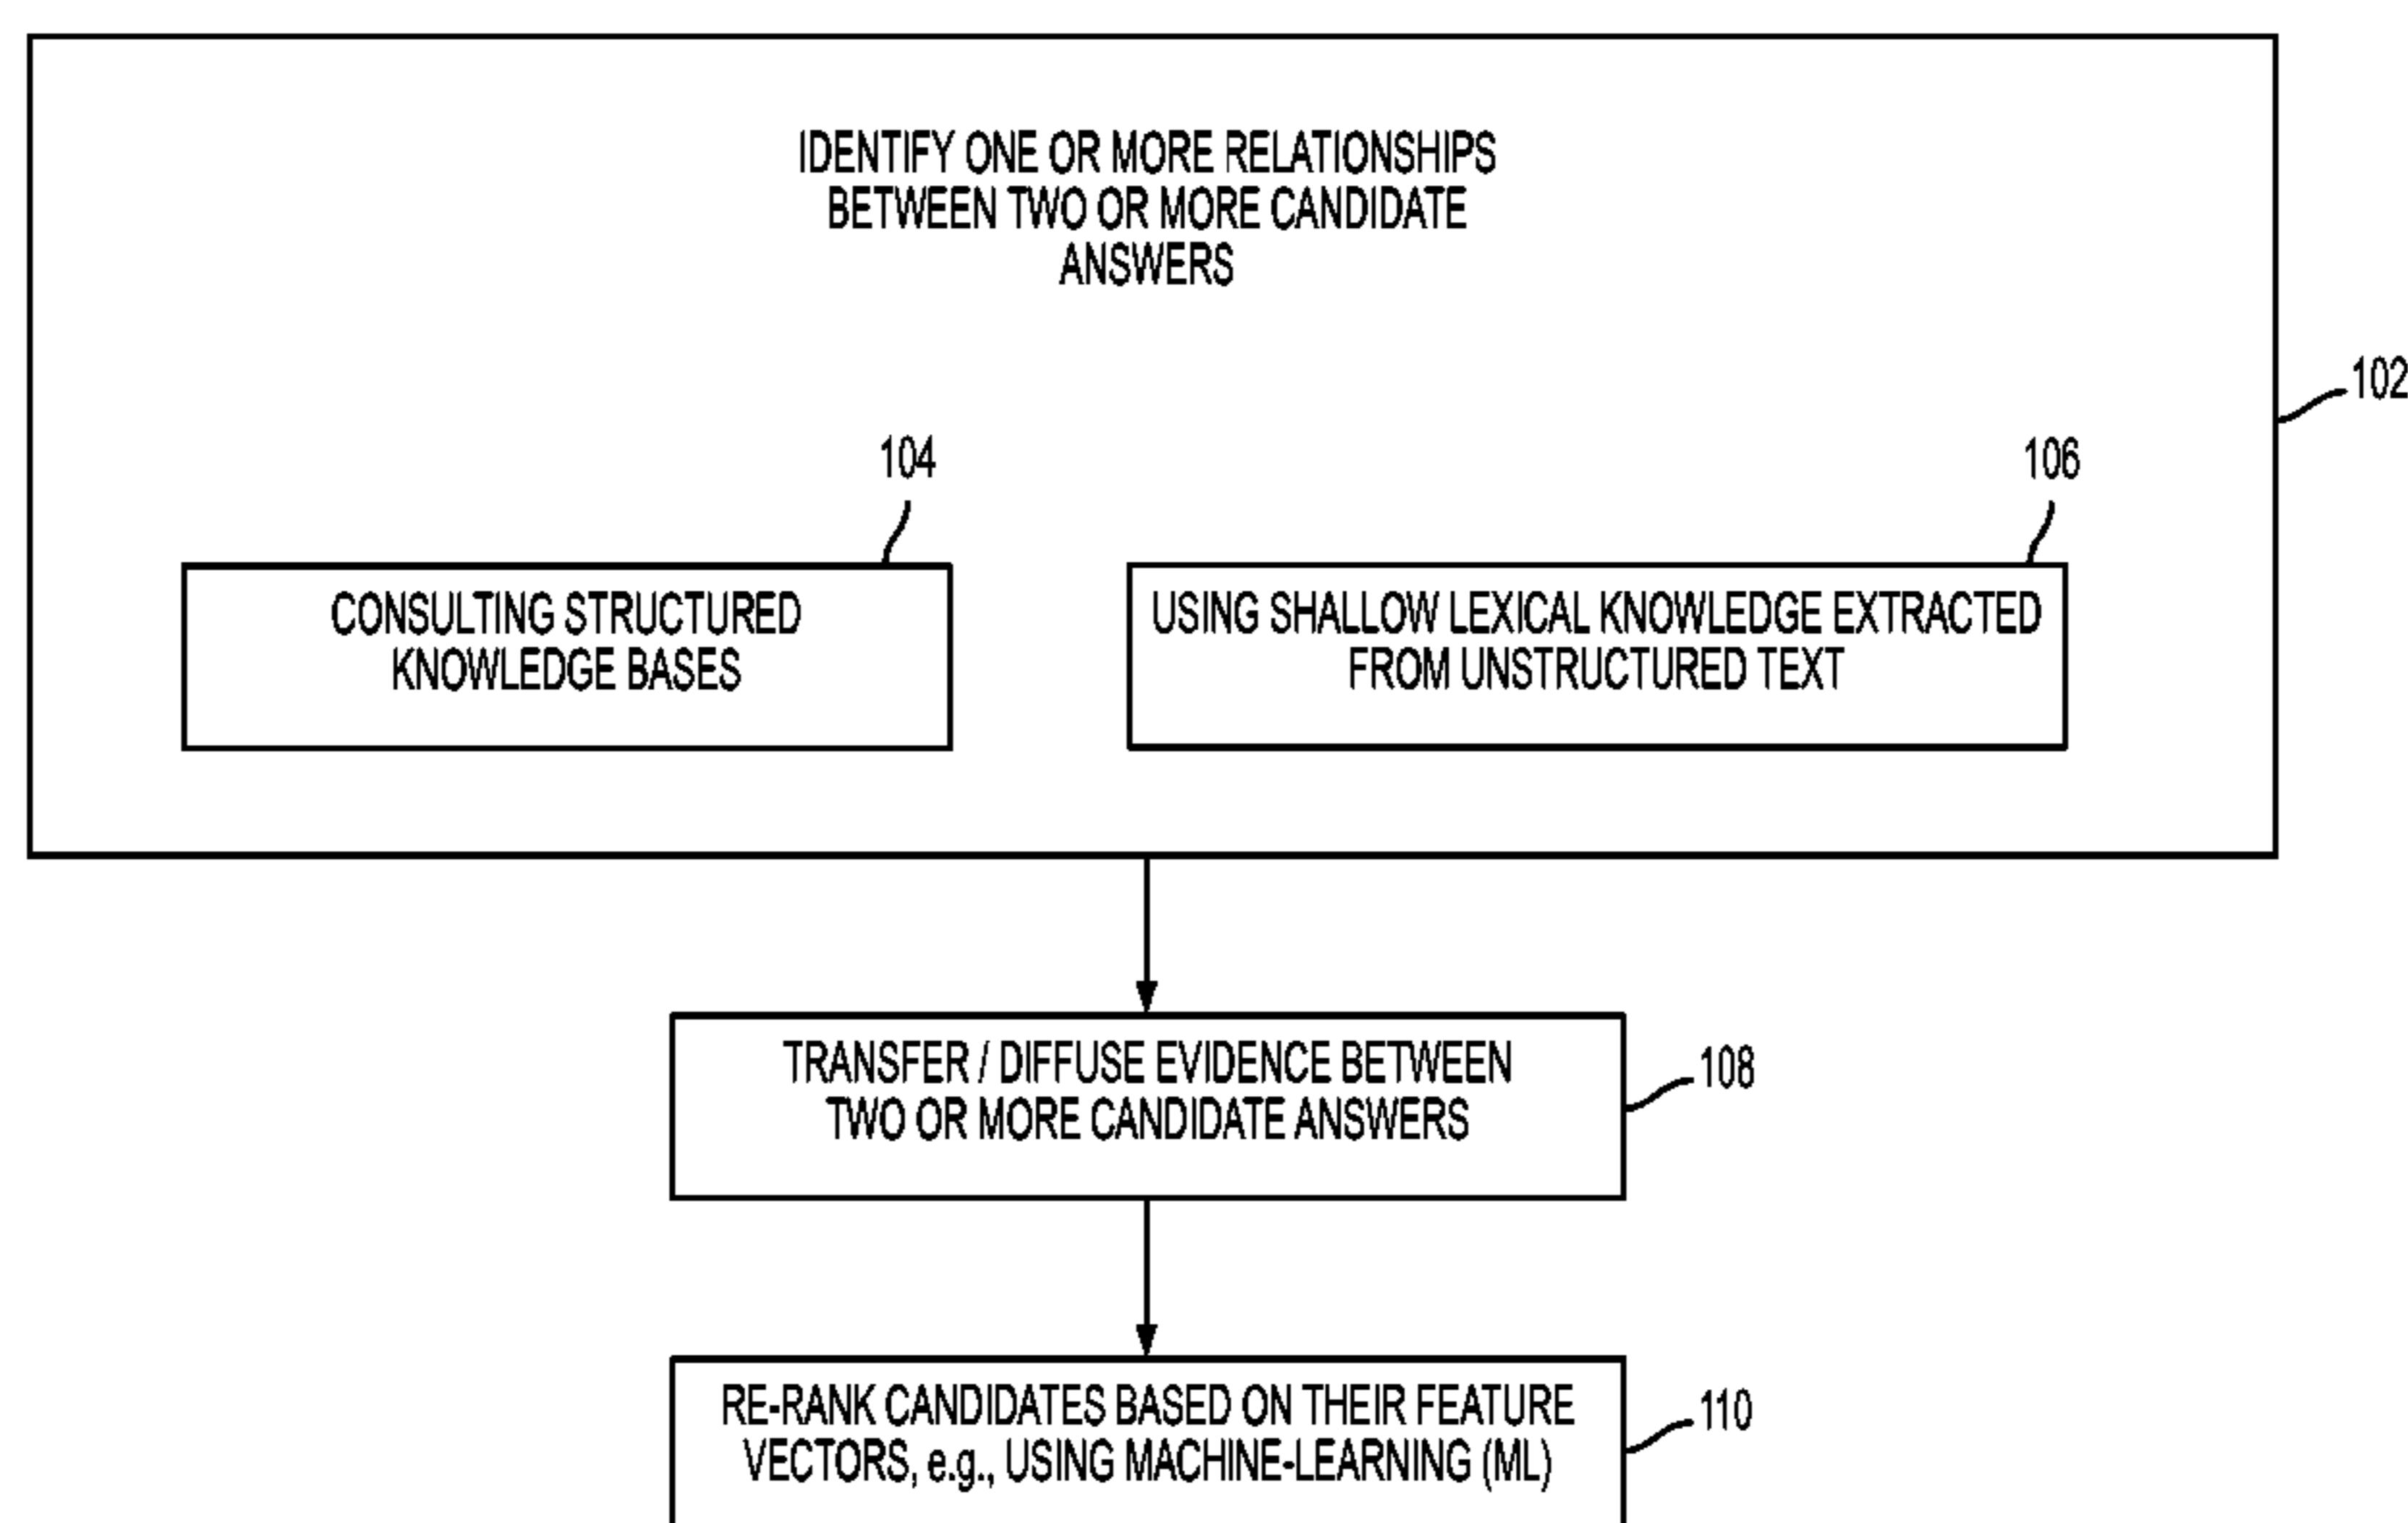 IDENTIFY ONE OR MORE RELATIONSHIPS
BETWEEN TWO OR MORE CANDIDATE
ANSWERS
102
104
106
CONSULTING STRUCTURED
KNOWLEDGE BASES
USING SHALLOW LEXICAL KNOWLEDGE EXTRACTED
FROM UNSTRUCTURED TEXT
TRANSFER / DIFFUSE EVIDENCE BETWEEN
TWO OR MORE CANDIDATE ANSWERS
108
RE-RANK CANDIDATES BASED ON THEIR FEATURE
VECTORS, e.g., USING MACHINE-LEARNING (ML)
110